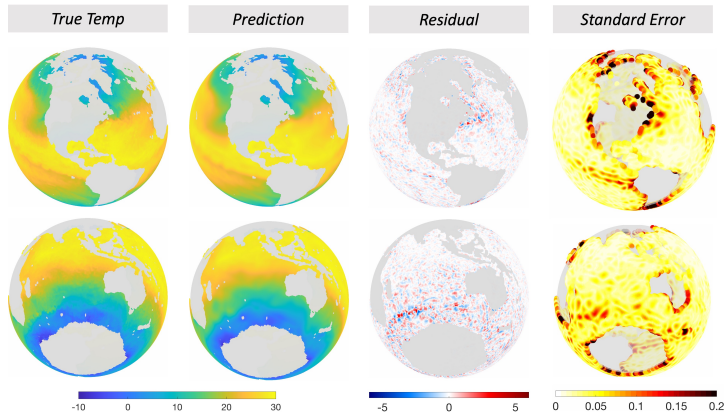 True Temp
Prediction
Residual
Standard Error
-10 0 10 20 30
-5 0 5
0 0.05 0.1 0.15 0.2